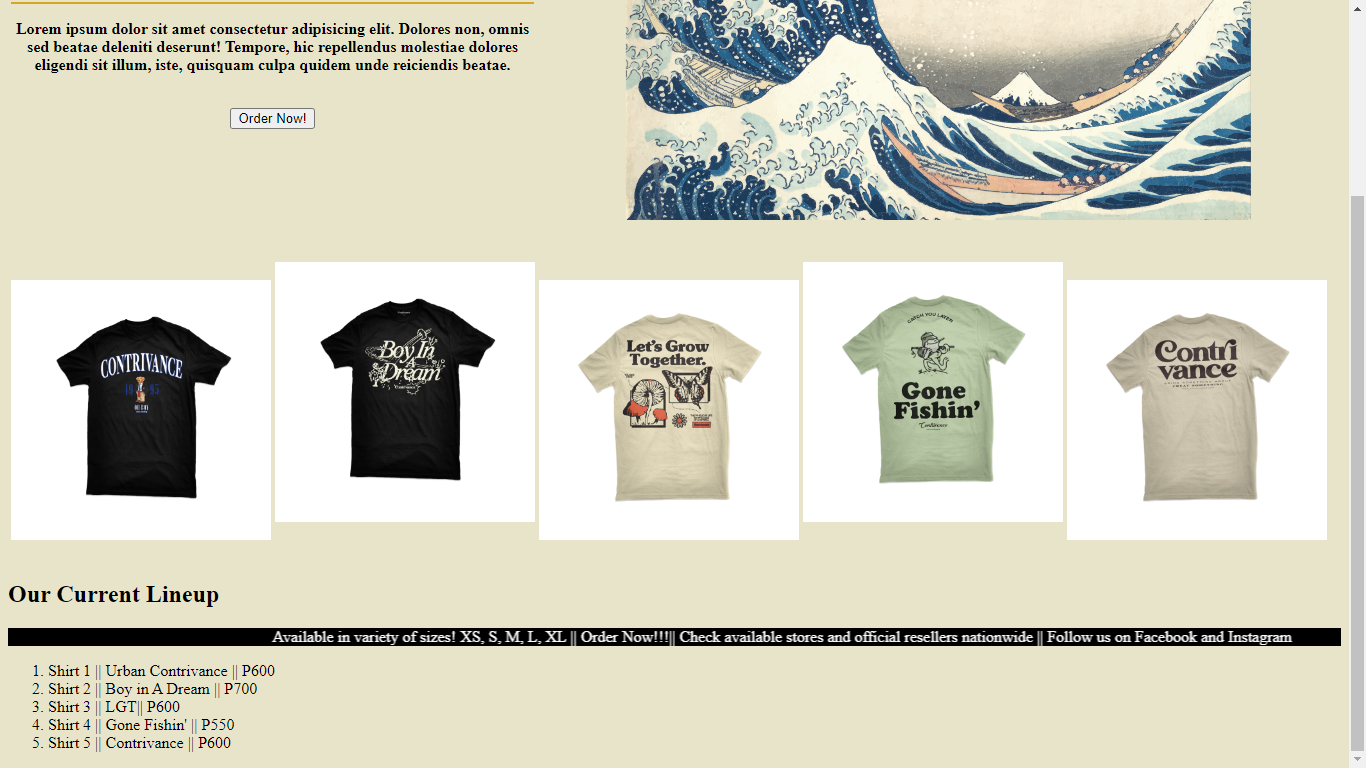 Lorem ipsum dolor sit amet consectetur adipisicing elit. Dolores non, omnis
sed beatae deleniti deserunt! Tempore, hic repellendus molestiae dolores
eligendi sit illum, iste, quisquam culpa quidem unde reiciendis beatae.
Order Now!
CONTRIVANCE
1995
Boy In
A
Dream
Let's Grow
Together.
CATCH YOU LATER
Gone
Fishin'
Contrivance
Contri
vance
Our Current Lineup
Available in variety of sizes! XS, S, M, L, XL || Order Now!!!|| Check available stores and official resellers nationwide || Follow us on Facebook and Instagram
1. Shirt 1 || Urban Contrivance || P600
2. Shirt 2 || Boy in A Dream || P700
3. Shirt 3 || LGT|| P600
4. Shirt 4 || Gone Fishin' || P550
5. Shirt 5 || Contrivance || P600